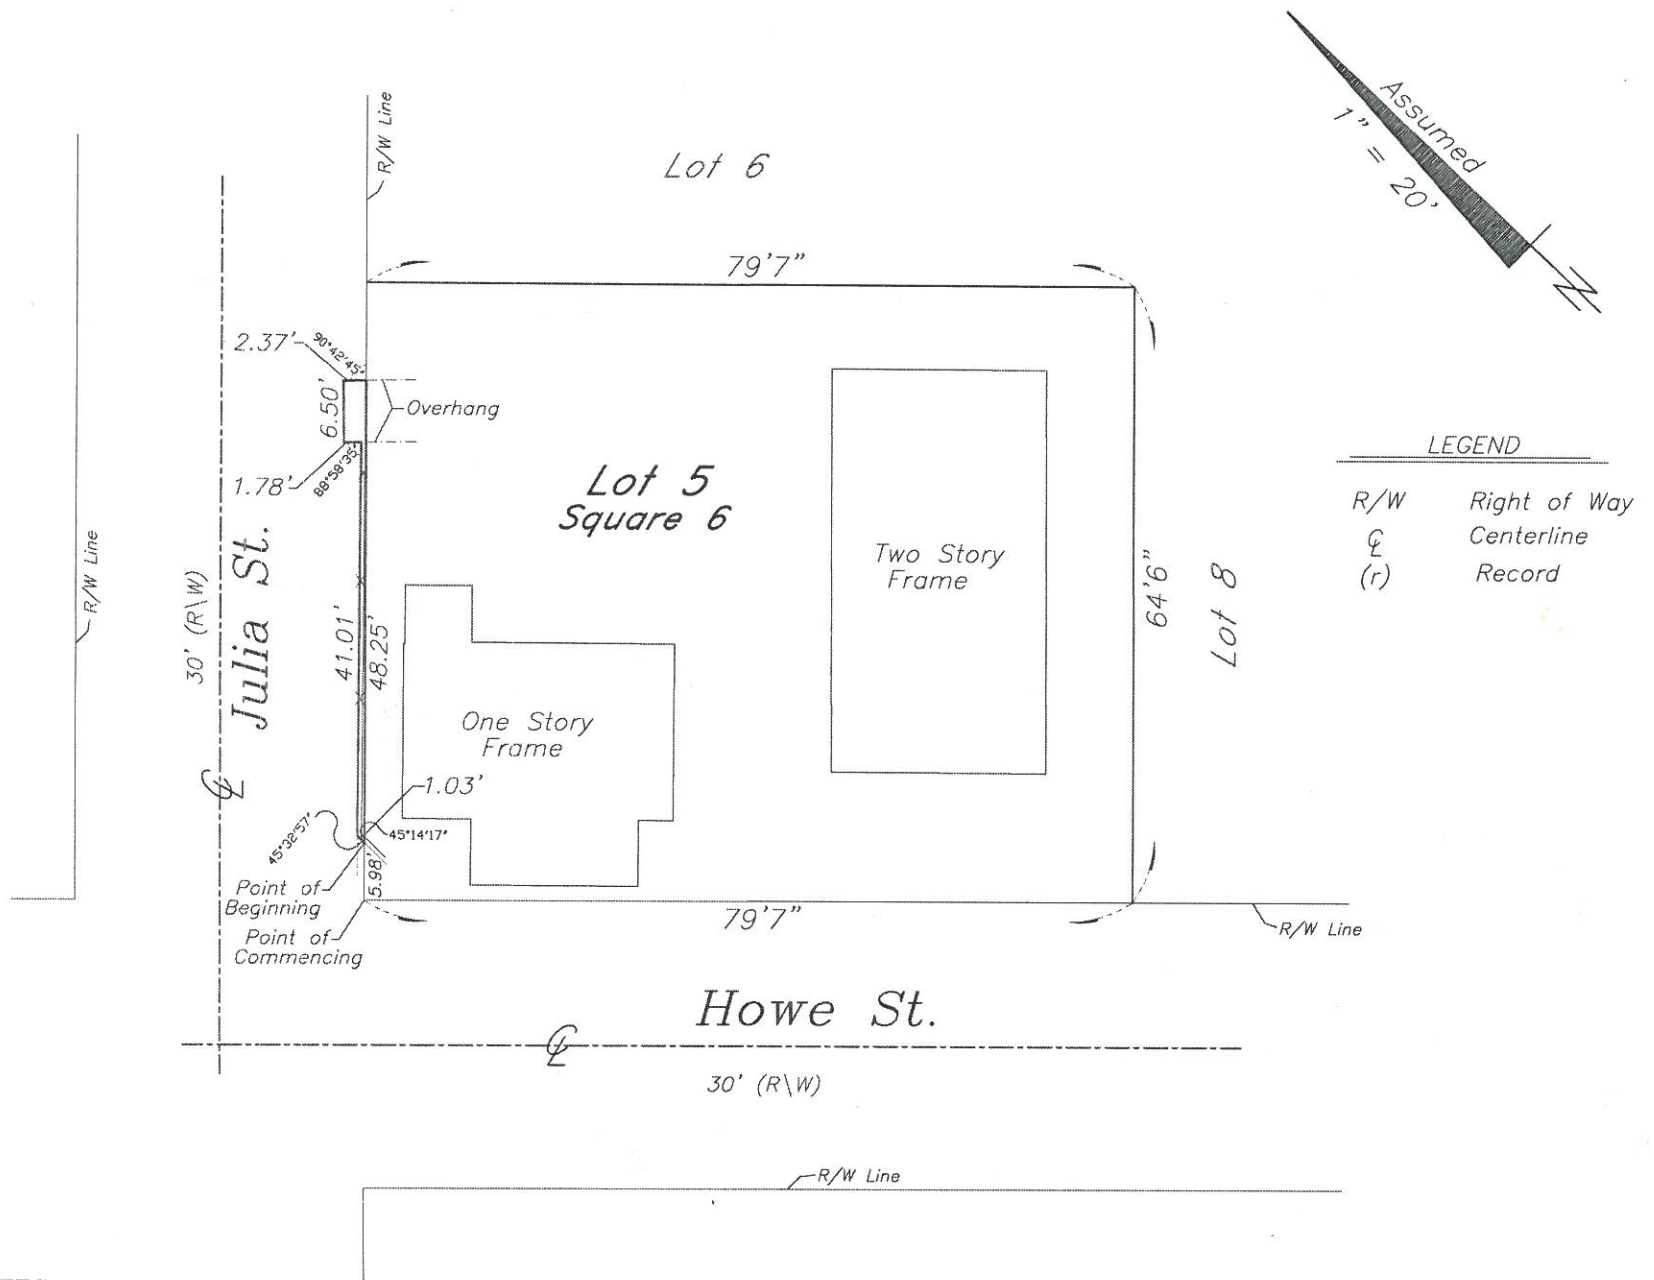 R/W Line
Lot 6
Assumed
1" = 20'
79'7"
2.37'
90°42'45"
6.50'
Overhang
1.78'
88°58'35"
Lot 5
Square 6
LEGEND
R/W Right of Way
℄ Centerline
(r) Record
Two Story
Frame
64'6"
Lot 8
R/W Line
30' (R\W)
Julia St.
℄
41.01'
48.25'
One Story
Frame
1.03'
45°32'57"
45°14'17"
5.98'
Point of
Beginning
Point of
Commencing
79'7"
R/W Line
Howe St.
℄
30' (R\W)
R/W Line
N